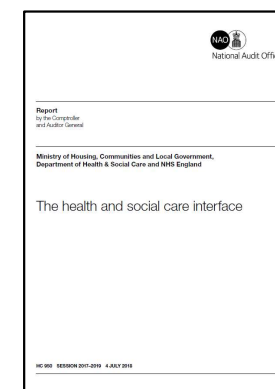 NAO
National Audit Offi
Report
by the Comptroller
and Auditor General
Ministry of Housing, Communities and Local Government,
Department of Health & Social Care and NHS England
The health and social care interface
HC 950 SESSION 2017–2019 4 JULY 2018